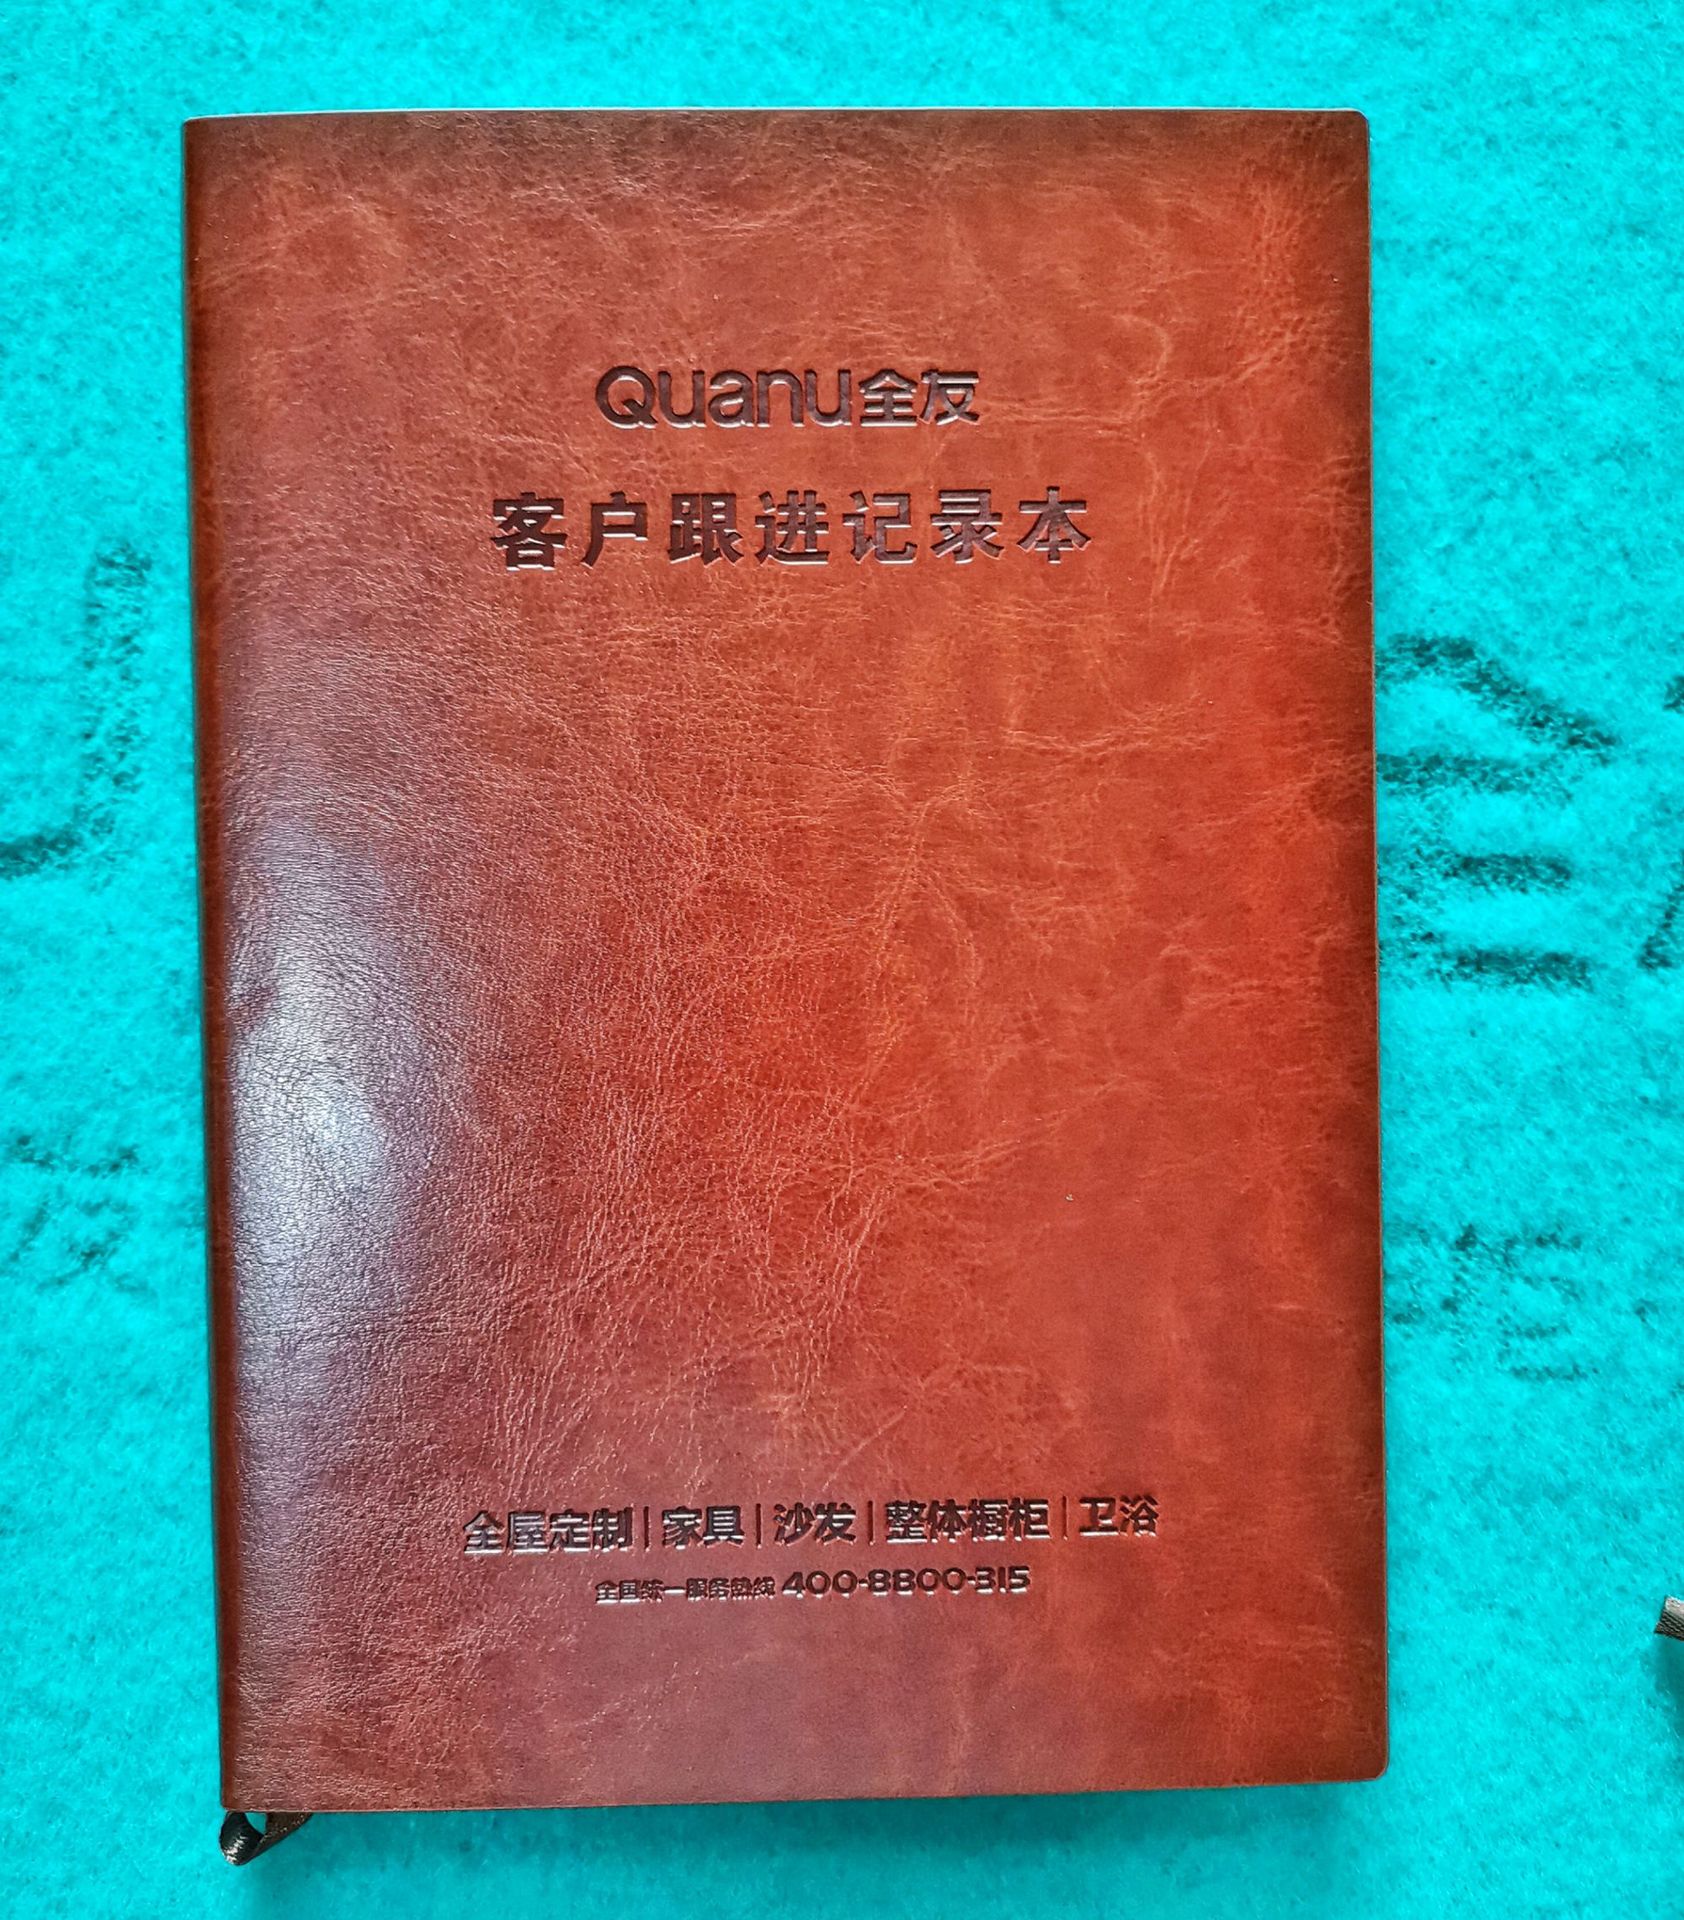 Quanu全友
客户跟进记录本
全屋定制|家具|沙发|整体橱柜|卫浴
全国统一服务热线 400-8800-315